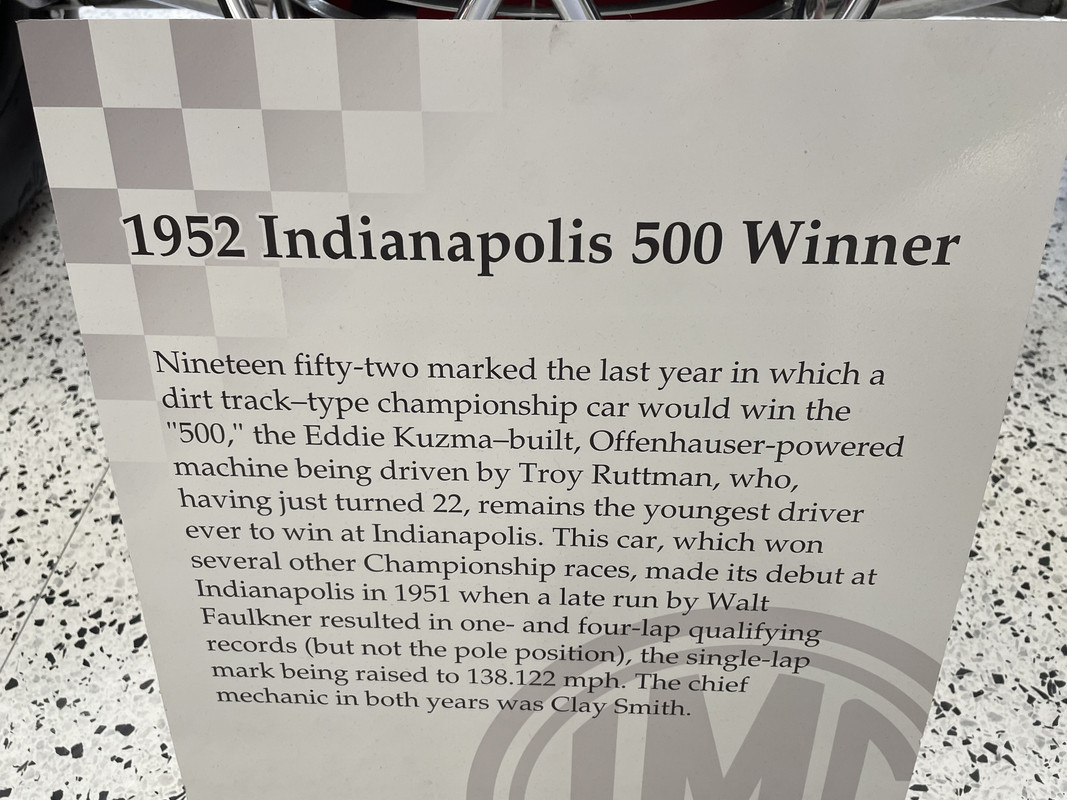 1952 Indianapolis 500 Winner
Nineteen fifty-two marked the last year in which a
dirt track–type championship car would win the
"500," the Eddie Kuzma–built, Offenhauser-powered
machine being driven by Troy Ruttman, who,
having just turned 22, remains the youngest driver
ever to win at Indianapolis. This car, which won
several other Championship races, made its debut at
Indianapolis in 1951 when a late run by Walt
Faulkner resulted in one- and four-lap qualifying
records (but not the pole position), the single-lap
mark being raised to 138.122 mph. The chief
mechanic in both years was Clay Smith.